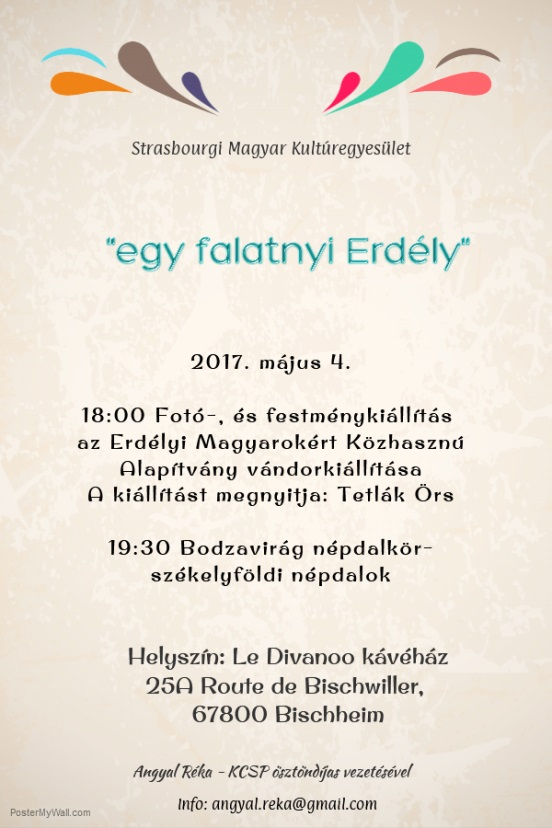 Strasbourgi Magyar Kultúregyesület
"egy falatnyi Erdély"
2017. május 4.
18:00 Fotó-, és festménykiállítás
az Erdélyi Magyarokért Közhasznú
Alapítvány vándorkiállítása
A kiállítást megnyitja: Tetlák Örs
19:30 Bodzavirág népdalkör-
székelyföldi népdalok
Helyszín: Le Divanoo kávéház
25A Route de Bischwiller,
67800 Bischheim
Angyal Réka - KCSP ösztöndíjas vezetésével
Info: angyal.reka@gmail.com
PosterMyWall.com